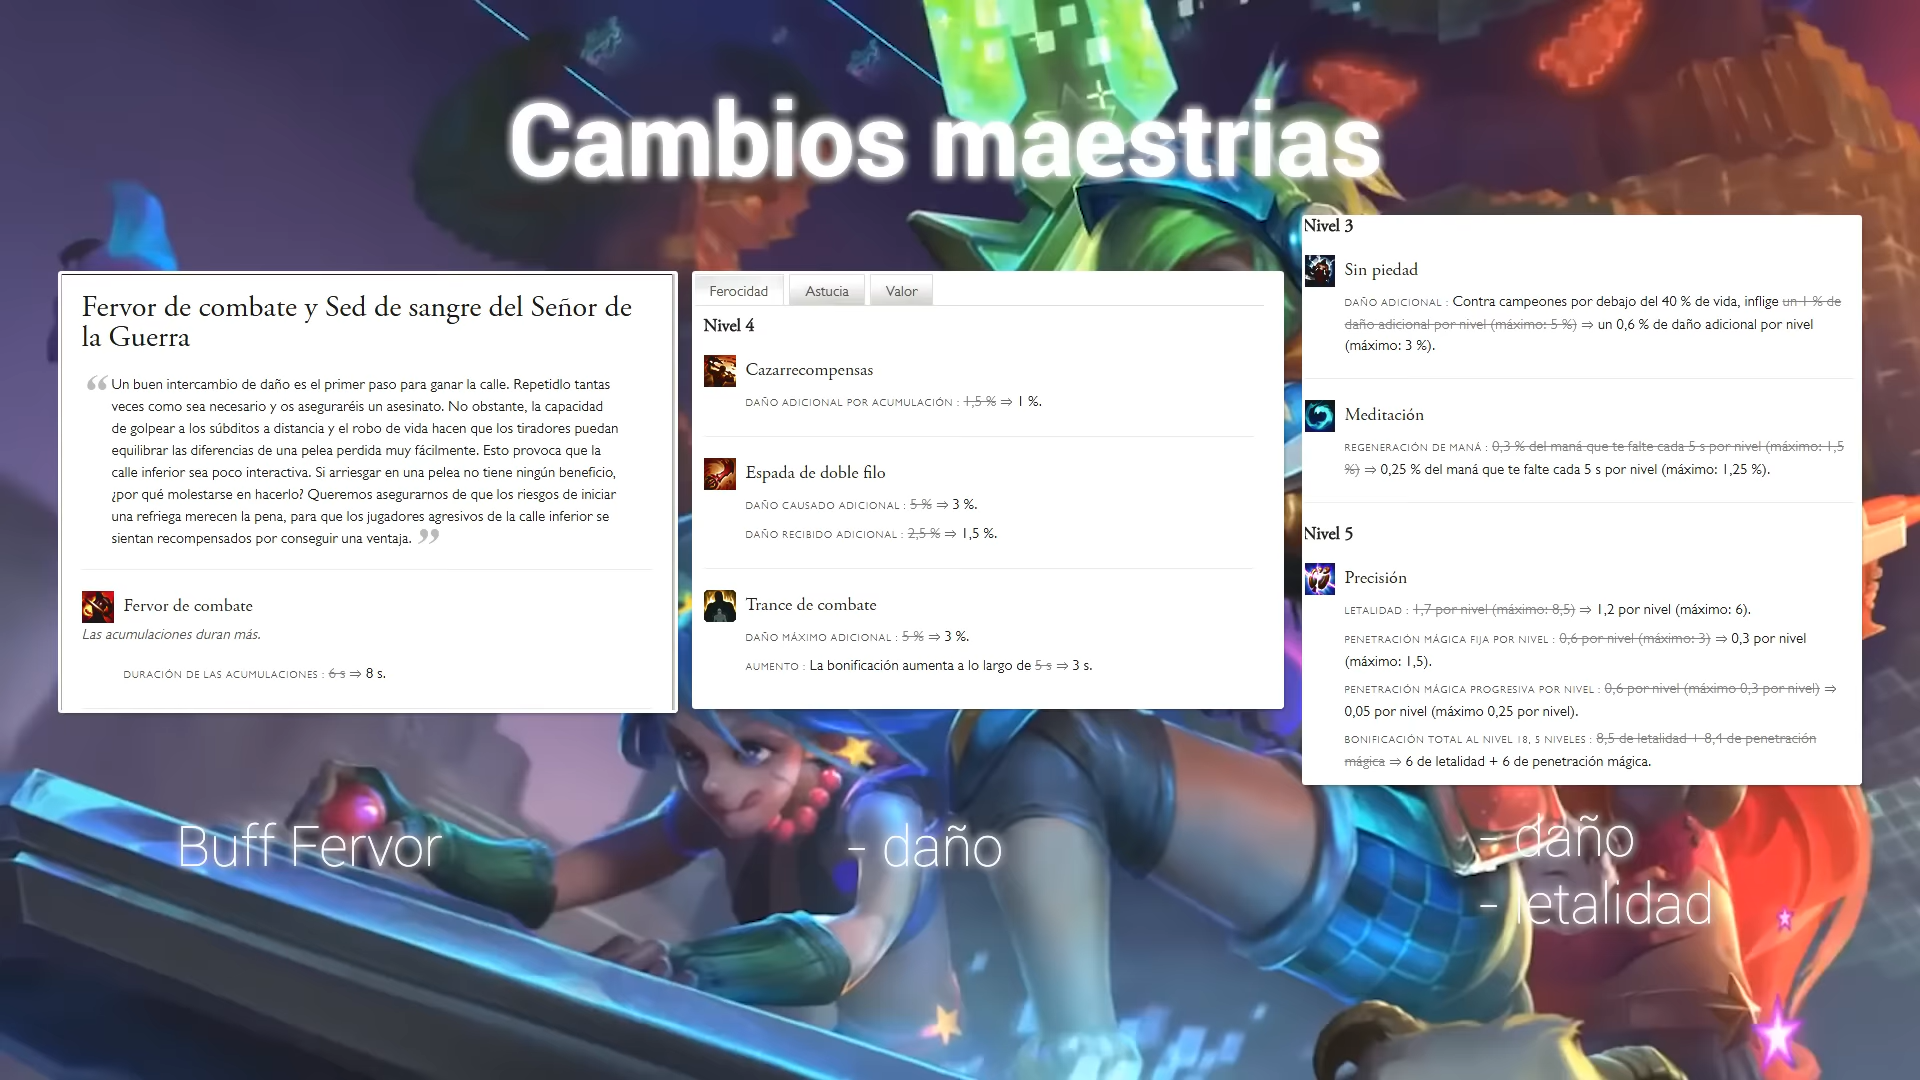 Cambios maestrias
Fervor de combate y Sed de sangre del Señor de
la Guerra
“ Un buen intercambio de daño es el primer paso para ganar la calle. Repetidlo tantas
veces como sea necesario y os aseguraréis un asesinato. No obstante, la capacidad
de golpear a los súbditos a distancia y el robo de vida hacen que los tiradores puedan
equilibrar las diferencias de una pelea perdida muy fácilmente. Esto provoca que la
calle inferior sea poco interactiva. Si arriesgar en una pelea no tiene ningún beneficio,
¿por qué molestarse en hacerlo? Queremos asegurarnos de que los riesgos de iniciar
una refriega merecen la pena, para que los jugadores agresivos de la calle inferior se
sientan recompensados por conseguir una ventaja. ”
Fervor de combate
Las acumulaciones duran más.
DURACIÓN DE LAS ACUMULACIONES : 6 s ⇒ 8 s.
Buff Fervor
Ferocidad Astucia Valor
Nivel 4
Cazarrecompensas
DAÑO ADICIONAL POR ACUMULACIÓN : 1,5 % ⇒ 1 %.
Espada de doble filo
DAÑO CAUSADO ADICIONAL : 5 % ⇒ 3 %.
DAÑO RECIBIDO ADICIONAL : 2,5 % ⇒ 1,5 %.
Trance de combate
DAÑO MÁXIMO ADICIONAL : 5 % ⇒ 3 %.
AUMENTO : La bonificación aumenta a lo largo de 5 s ⇒ 3 s.
- daño
Nivel 3
Sin piedad
DAÑO ADICIONAL : Contra campeones por debajo del 40 % de vida, inflige un 1 % de
daño adicional por nivel (máximo: 5 %) ⇒ un 0,6 % de daño adicional por nivel
(máximo: 3 %).
Meditación
REGENERACIÓN DE MANÁ : 0,3 % del maná que te falte cada 5 s por nivel (máximo: 1,5
%) ⇒ 0,25 % del maná que te falte cada 5 s por nivel (máximo: 1,25 %).
Nivel 5
Precisión
LETALIDAD : 1,7 por nivel (máximo: 8,5) ⇒ 1,2 por nivel (máximo: 6).
PENETRACIÓN MÁGICA FIJA POR NIVEL : 0,6 por nivel (máximo: 3) ⇒ 0,3 por nivel
(máximo: 1,5).
PENETRACIÓN MÁGICA PROGRESIVA POR NIVEL : 0,6 por nivel (máximo 0,3 por nivel) ⇒
0,05 por nivel (máximo 0,25 por nivel).
BONIFICACIÓN TOTAL AL NIVEL 18, 5 NIVELES : 8,5 de letalidad + 8,4 de penetración
mágica ⇒ 6 de letalidad + 6 de penetración mágica.
- daño
- letalidad